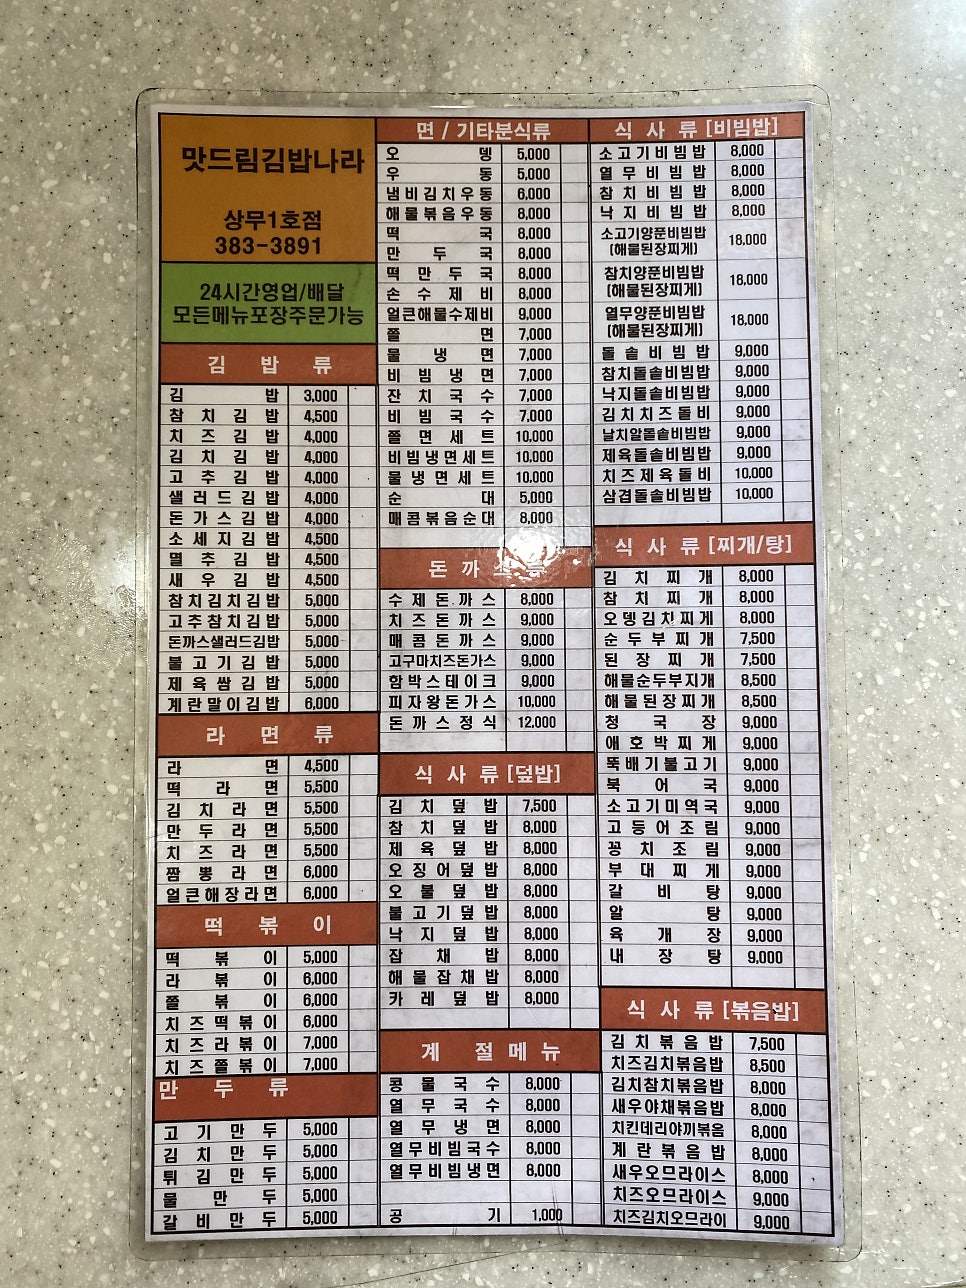 맛드림김밥나라
상무1호점
383-3891
24시간영업/배달
모든메뉴포장주문가능
김 밥 류
김 밥 3,000
참 치 김 밥 4,500
치 즈 김 밥 4,000
김 치 김 밥 4,000
고 추 김 밥 4,000
샐 러 드 김 밥 4,000
돈 가 스 김 밥 4,000
소 세 지 김 밥 4,500
멸 추 김 밥 4,500
새 우 김 밥 4,500
참치김치김밥 5,000
고추참치김밥 5,000
돈까스샐러드김밥 5,000
불 고 기 김 밥 5,000
제 육 쌈 김 밥 5,000
계란말이김밥 6,000
라 면 류
라 면 4,500
떡 라 면 5,500
김 치 라 면 5,500
만 두 라 면 5,500
치 즈 라 면 5,500
짬 뽕 라 면 6,000
얼큰해장라면 6,000
떡 볶 이
떡 볶 이 5,000
라 볶 이 6,000
쫄 볶 이 6,000
치 즈 떡 볶 이 6,000
치 즈 라 볶 이 7,000
치 즈 쫄 볶 이 7,000
만 두 류
고 기 만 두 5,000
김 치 만 두 5,000
튀 김 만 두 5,000
물 만 두 5,000
갈 비 만 두 5,000
면 / 기타분식류
오 뎅 5,000
우 동 5,000
냄비김치우동 6,000
해물볶음우동 8,000
떡 국 8,000
만 두 국 8,000
떡 만 두 국 8,000
손 수 제 비 8,000
얼큰해물수제비 9,000
쫄 면 7,000
물 냉 면 7,000
비 빔 냉 면 7,000
잔 치 국 수 7,000
비 빔 국 수 7,000
쫄 면 세 트 10,000
비빔냉면세트 10,000
물 냉 면 세 트 10,000
순 대 5,000
매콤볶음순대 8,000
돈 까 스
수 제 돈 까 스 8,000
치 즈 돈 까 스 9,000
매 콤 돈 까 스 9,000
고구마치즈돈가스 9,000
함박스테이크 9,000
피자왕돈가스 10,000
돈 까 스 정 식 12,000
식 사 류 [덮밥]
김 치 덮 밥 7,500
참 치 덮 밥 8,000
제 육 덮 밥 8,000
오 징 어 덮 밥 8,000
오 불 덮 밥 8,000
불 고 기 덮 밥 8,000
낙 지 덮 밥 8,000
잡 채 밥 8,000
해 물 잡 채 밥 8,000
카 레 덮 밥 8,000
계 절 메 뉴
콩 물 국 수 8,000
열 무 국 수 8,000
열 무 냉 면 8,000
열무비빔국수 8,000
열무비빔냉면 8,000
공 기 1,000
식 사 류 [비빔밥]
소고기비빔밥 8,000
열 무 비 빔 밥 8,000
참 치 비 빔 밥 8,000
낙 지 비 빔 밥 8,000
소고기양푼비빔밥
(해물된장찌게) 18,000
참치양푼비빔밥
(해물된장찌게) 18,000
열무양푼비빔밥
(해물된장찌게) 18,000
돌 솥 비 빔 밥 9,000
참치돌솥비빔밥 9,000
낙지돌솥비빔밥 9,000
김치치즈돌비 9,000
날치알돌솥비빔밥 9,000
제육돌솥비빔밥 9,000
치즈제육돌비 10,000
삼겹돌솥비빔밥 10,000
식 사 류 [찌개/탕]
김 치 찌 개 8,000
참 치 찌 개 8,000
오뎅김치찌게 8,000
순 두 부 찌 개 7,500
된 장 찌 개 7,500
해물순두부지개 8,500
해물된장찌개 8,500
청 국 장 9,000
애 호 박 찌 게 9,000
뚝배기불고기 9,000
북 어 국 9,000
소고기미역국 9,000
고 등 어 조 림 9,000
꽁 치 조 림 9,000
부 대 찌 게 9,000
갈 비 탕 9,000
알 탕 9,000
육 개 장 9,000
내 장 탕 9,000
식 사 류 [볶음밥]
김 치 볶 음 밥 7,500
치즈김치볶음밥 8,500
김치참치볶음밥 8,000
새우야채볶음밥 8,000
치킨데리야끼볶음 8,000
계 란 볶 음 밥 8,000
새우오므라이스 8,000
치즈오므라이스 9,000
치즈김치오므라이 9,000